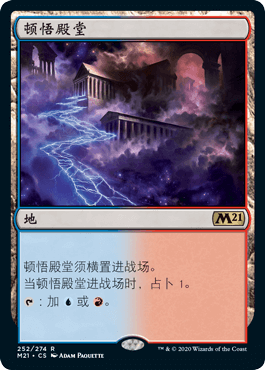 顿悟殿堂
地
M21
顿悟殿堂须横置进战场。
当顿悟殿堂进战场时，占卜 1。
：加 或 。
252/274 R
M21 • CS ADAM PAQUETTE
™ & © 2020 Wizards of the Coast